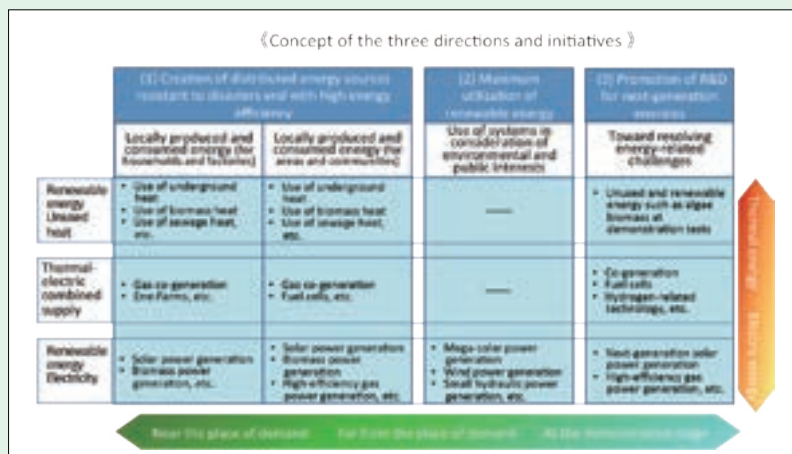 《Concept of the three directions and initiatives 》
(1) Creation of distributed energy sources
resistant to disasters and with high energy
efficiency
(2) Maximum
utilization of
renewable energy
(3) Promotion of R&D
for next-generation
energies
Locally produced and
consumed energy (for
households and factories)
Locally produced and
consumed energy (for
areas and communities)
Use of systems in
consideration of
environmental and
public interests
Toward resolving
energy-related
challenges
Renewable
energy
Unused
heat
• Use of underground
heat
• Use of biomass heat
• Use of sewage heat,
etc.
• Use of underground
heat
• Use of biomass heat
• Use of sewage heat,
etc.
—
• Unused and renewable
energy such as algae
biomass at
demonstration tests
Thermal-
electric
combined
supply
• Gas co-generation
• Ene-Farms, etc.
• Gas co-generation
• Fuel cells, etc.
—
• Co-generation
• Fuel cells
• Hydrogen-related
technology, etc.
Renewable
energy
Electricity
• Solar power generation
• Biomass power
generation, etc.
• Solar power generation
• Biomass power
generation
• High-efficiency gas
power generation, etc.
• Mega-solar power
generation
• Wind power generation
• Small hydraulic power
generation, etc.
• Next-generation solar
power generation
• High-efficiency gas
power generation, etc.
Thermal energy
Near the place of demand Far from the place of demand At the demonstration stage